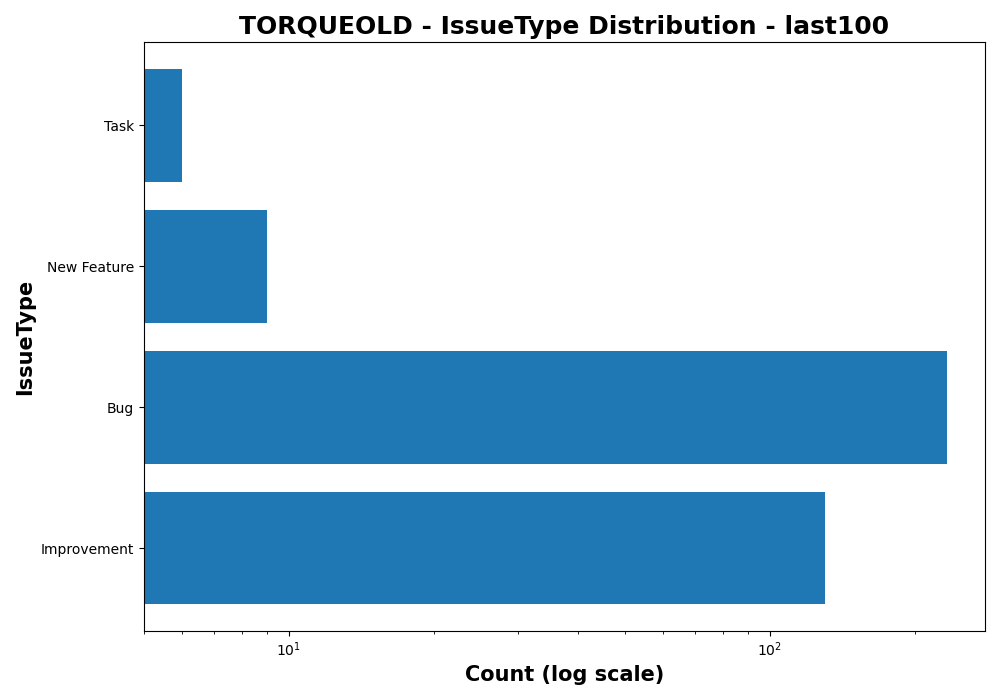 TORQUEOLD - IssueType Distribution - last100
Task
New Feature
Bug
Improvement
IssueType
10¹
10²
Count (log scale)